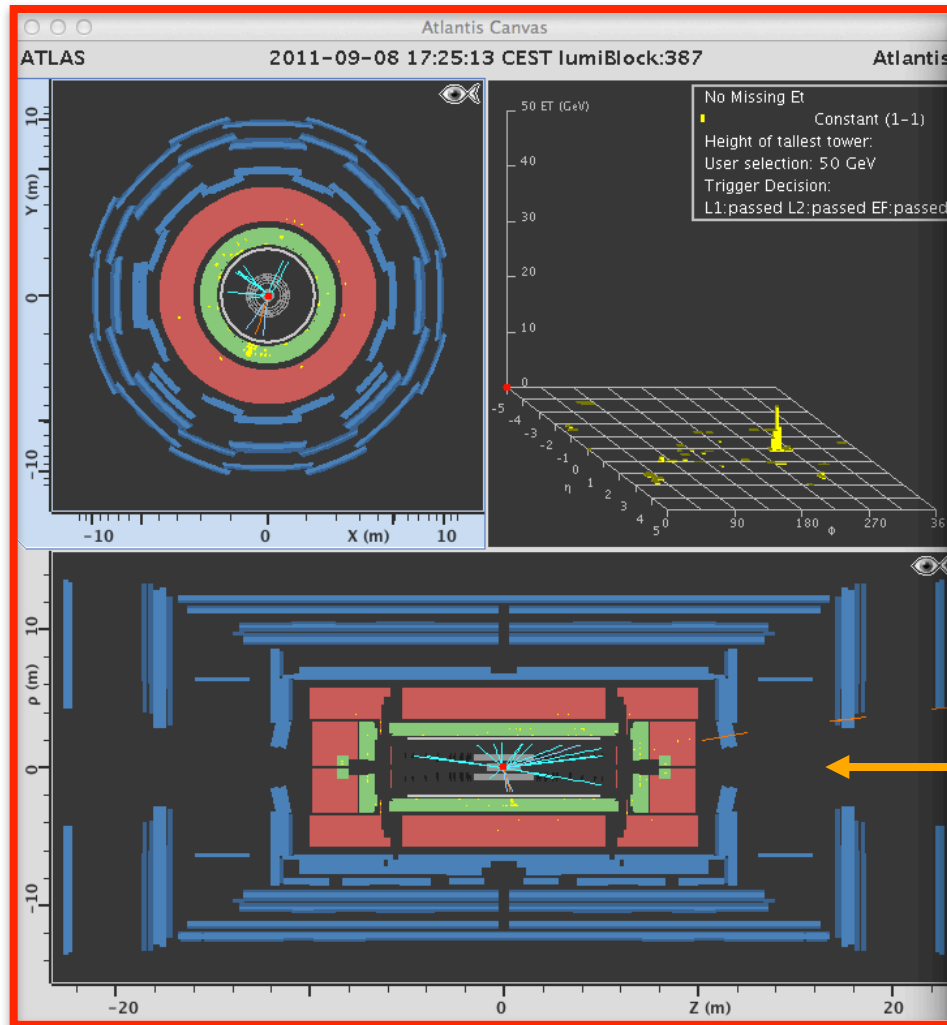 Atlantis Canvas
ATLAS 2011-09-08 17:25:13 CEST lumiBlock:387 Atlantis
10
0
-10
Y (m)
-10 0 X (m) 10
50 ET (GeV)
40
30
20
10
0
No Missing Et
Constant (1-1)
Height of tallest tower:
User selection: 50 GeV
Trigger Decision:
L1:passed L2:passed EF:passed
-5
-4
-3
-2
-1
0
1
2
3
4
5
η
0 90 180 270 36
Φ
10
0
-10
ρ (m)
-20 0 Z (m) 20